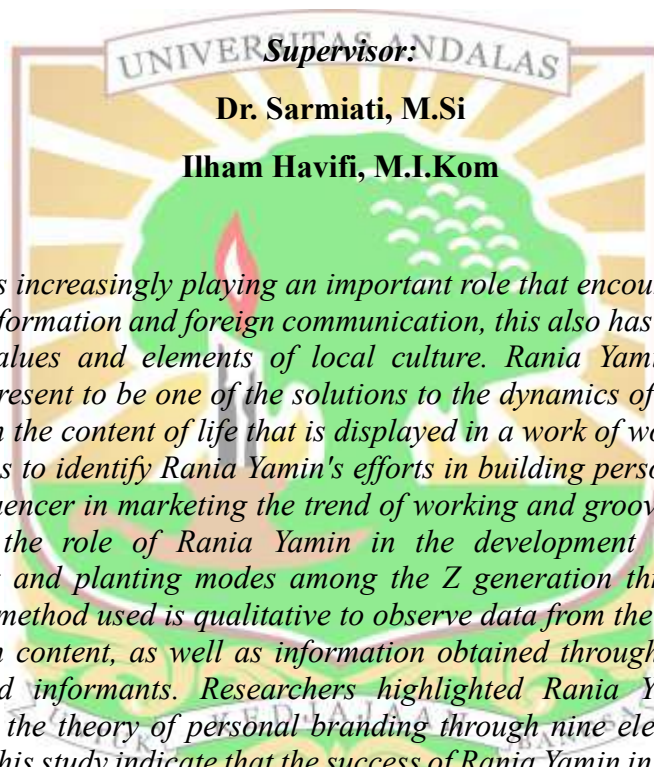 UNIVERSITAS ANDALAS
Supervisor:
Dr. Sarmiati, M.Si
Ilham Havifi, M.I.Kom
s increasingly playing an important role that encou
formation and foreign communication, this also has
alues and elements of local culture. Rania Yami
resent to be one of the solutions to the dynamics of
n the content of life that is displayed in a work of wo
s to identify Rania Yamin's efforts in building perso
uencer in marketing the trend of working and groov
the role of Rania Yamin in the development
and planting modes among the Z generation th
method used is qualitative to observe data from the
n content, as well as information obtained through
d informants. Researchers highlighted Rania Y
the theory of personal branding through nine ele
his study indicate that the success of Rania Yamin in